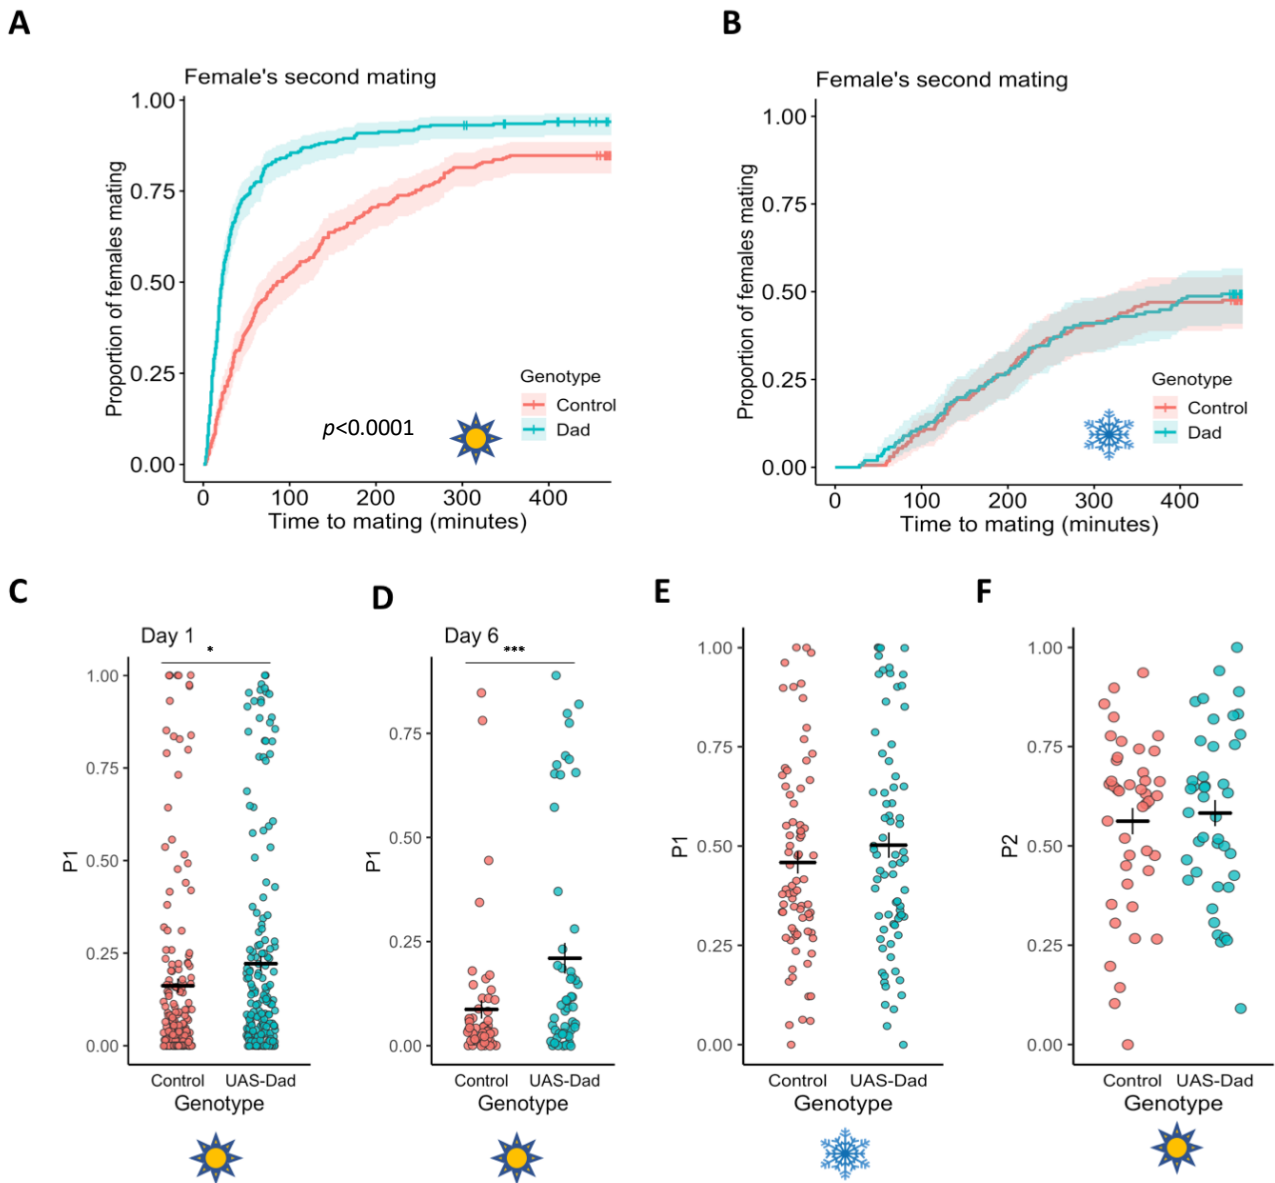 A
B
Female's second mating
Proportion of females mating
1.00
0.75
0.50
0.25
0.00
Genotype
Control
Dad
p<0.0001
0 100 200 300 400
Time to mating (minutes)
Female's second mating
Proportion of females mating
1.00
0.75
0.50
0.25
0.00
Genotype
Control
Dad
0 100 200 300 400
Time to mating (minutes)
C
D
E
F
Day 1
*
P1
1.00
0.75
0.50
0.25
0.00
Control UAS-Dad
Genotype
Day 6
***
P1
0.75
0.50
0.25
0.00
Control UAS-Dad
Genotype
P1
1.00
0.75
0.50
0.25
0.00
Control UAS-Dad
Genotype
P2
1.00
0.75
0.50
0.25
0.00
Control UAS-Dad
Genotype